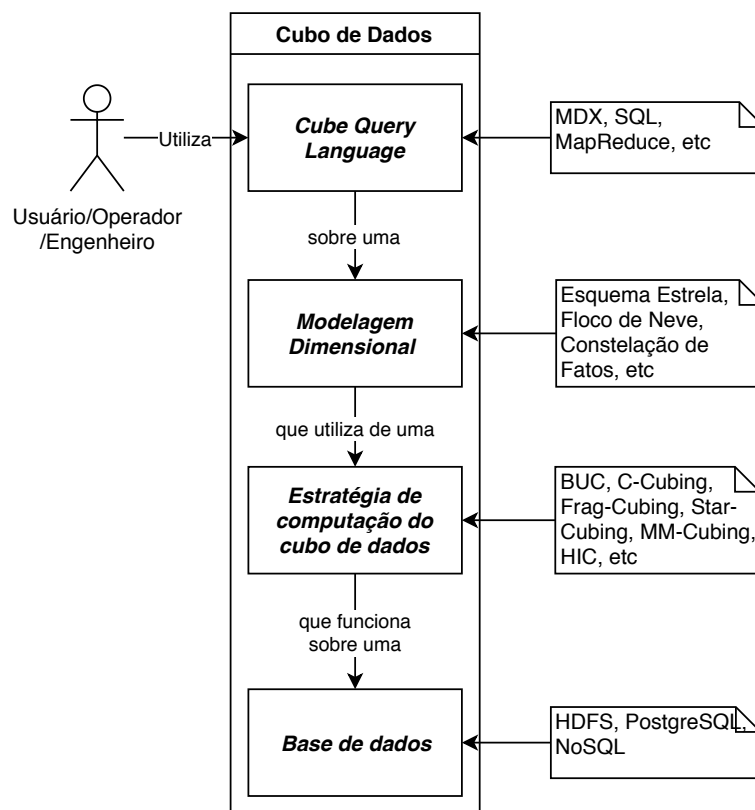 Cubo de Dados
Cube Query
Language
MDX, SQL,
MapReduce, etc
Utiliza
Usuário/Operador
/Engenheiro
sobre uma
Modelagem
Dimensional
Esquema Estrela,
Floco de Neve,
Constelação de
Fatos, etc
que utiliza de uma
Estratégia de
computação do
cubo de dados
BUC, C-Cubing,
Frag-Cubing, Star-
Cubing, MM-Cubing,
HIC, etc
que funciona
sobre uma
Base de dados
HDFS, PostgreSQL,
NoSQL